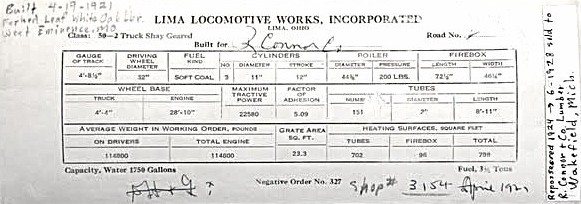 Built 4-19-1921
Forked Leaf White Oak Lbr.
West Eminence, MO
LIMA LOCOMOTIVE WORKS, INCORPORATED
LIMA, OHIO
Class: 50-2 Truck Shay Geared
Built for R Connor Co
Road No.
GAUGE OF TRACK DRIVING WHEEL DIAMETER FUEL KIND CYLINDERS BOILER FIREBOX
NO DIAMETER STROKE DIAMETER PRESSURE LENGTH WIDTH
4'-8½" 32" SOFT COAL 3 11" 12" 44⅝" 200 LBS. 72⅛" 46¼"
WHEEL BASE MAXIMUM TRACTIVE POWER FACTOR OF ADHESION TUBES
TRUCK ENGINE NUMBER DIAMETER LENGTH
4'-4" 28'-10" 22580 5.09 151 2" 8'-11"
AVERAGE WEIGHT IN WORKING ORDER, POUNDS GRATE AREA SQ. FT. HEATING SURFACES, SQUARE FEET
ON DRIVERS TOTAL ENGINE TUBES FIREBOX TOTAL
114800 114800 23.3 702 96 798
Capacity, Water 1750 Gallons
Fuel, 3½ Tons
Negative Order No. 327
Shop# 3154 April 1921
Repossessed 1924 → 6-1928 sold to
R. Connor + Co. Lumber
Wakefield, Mich.